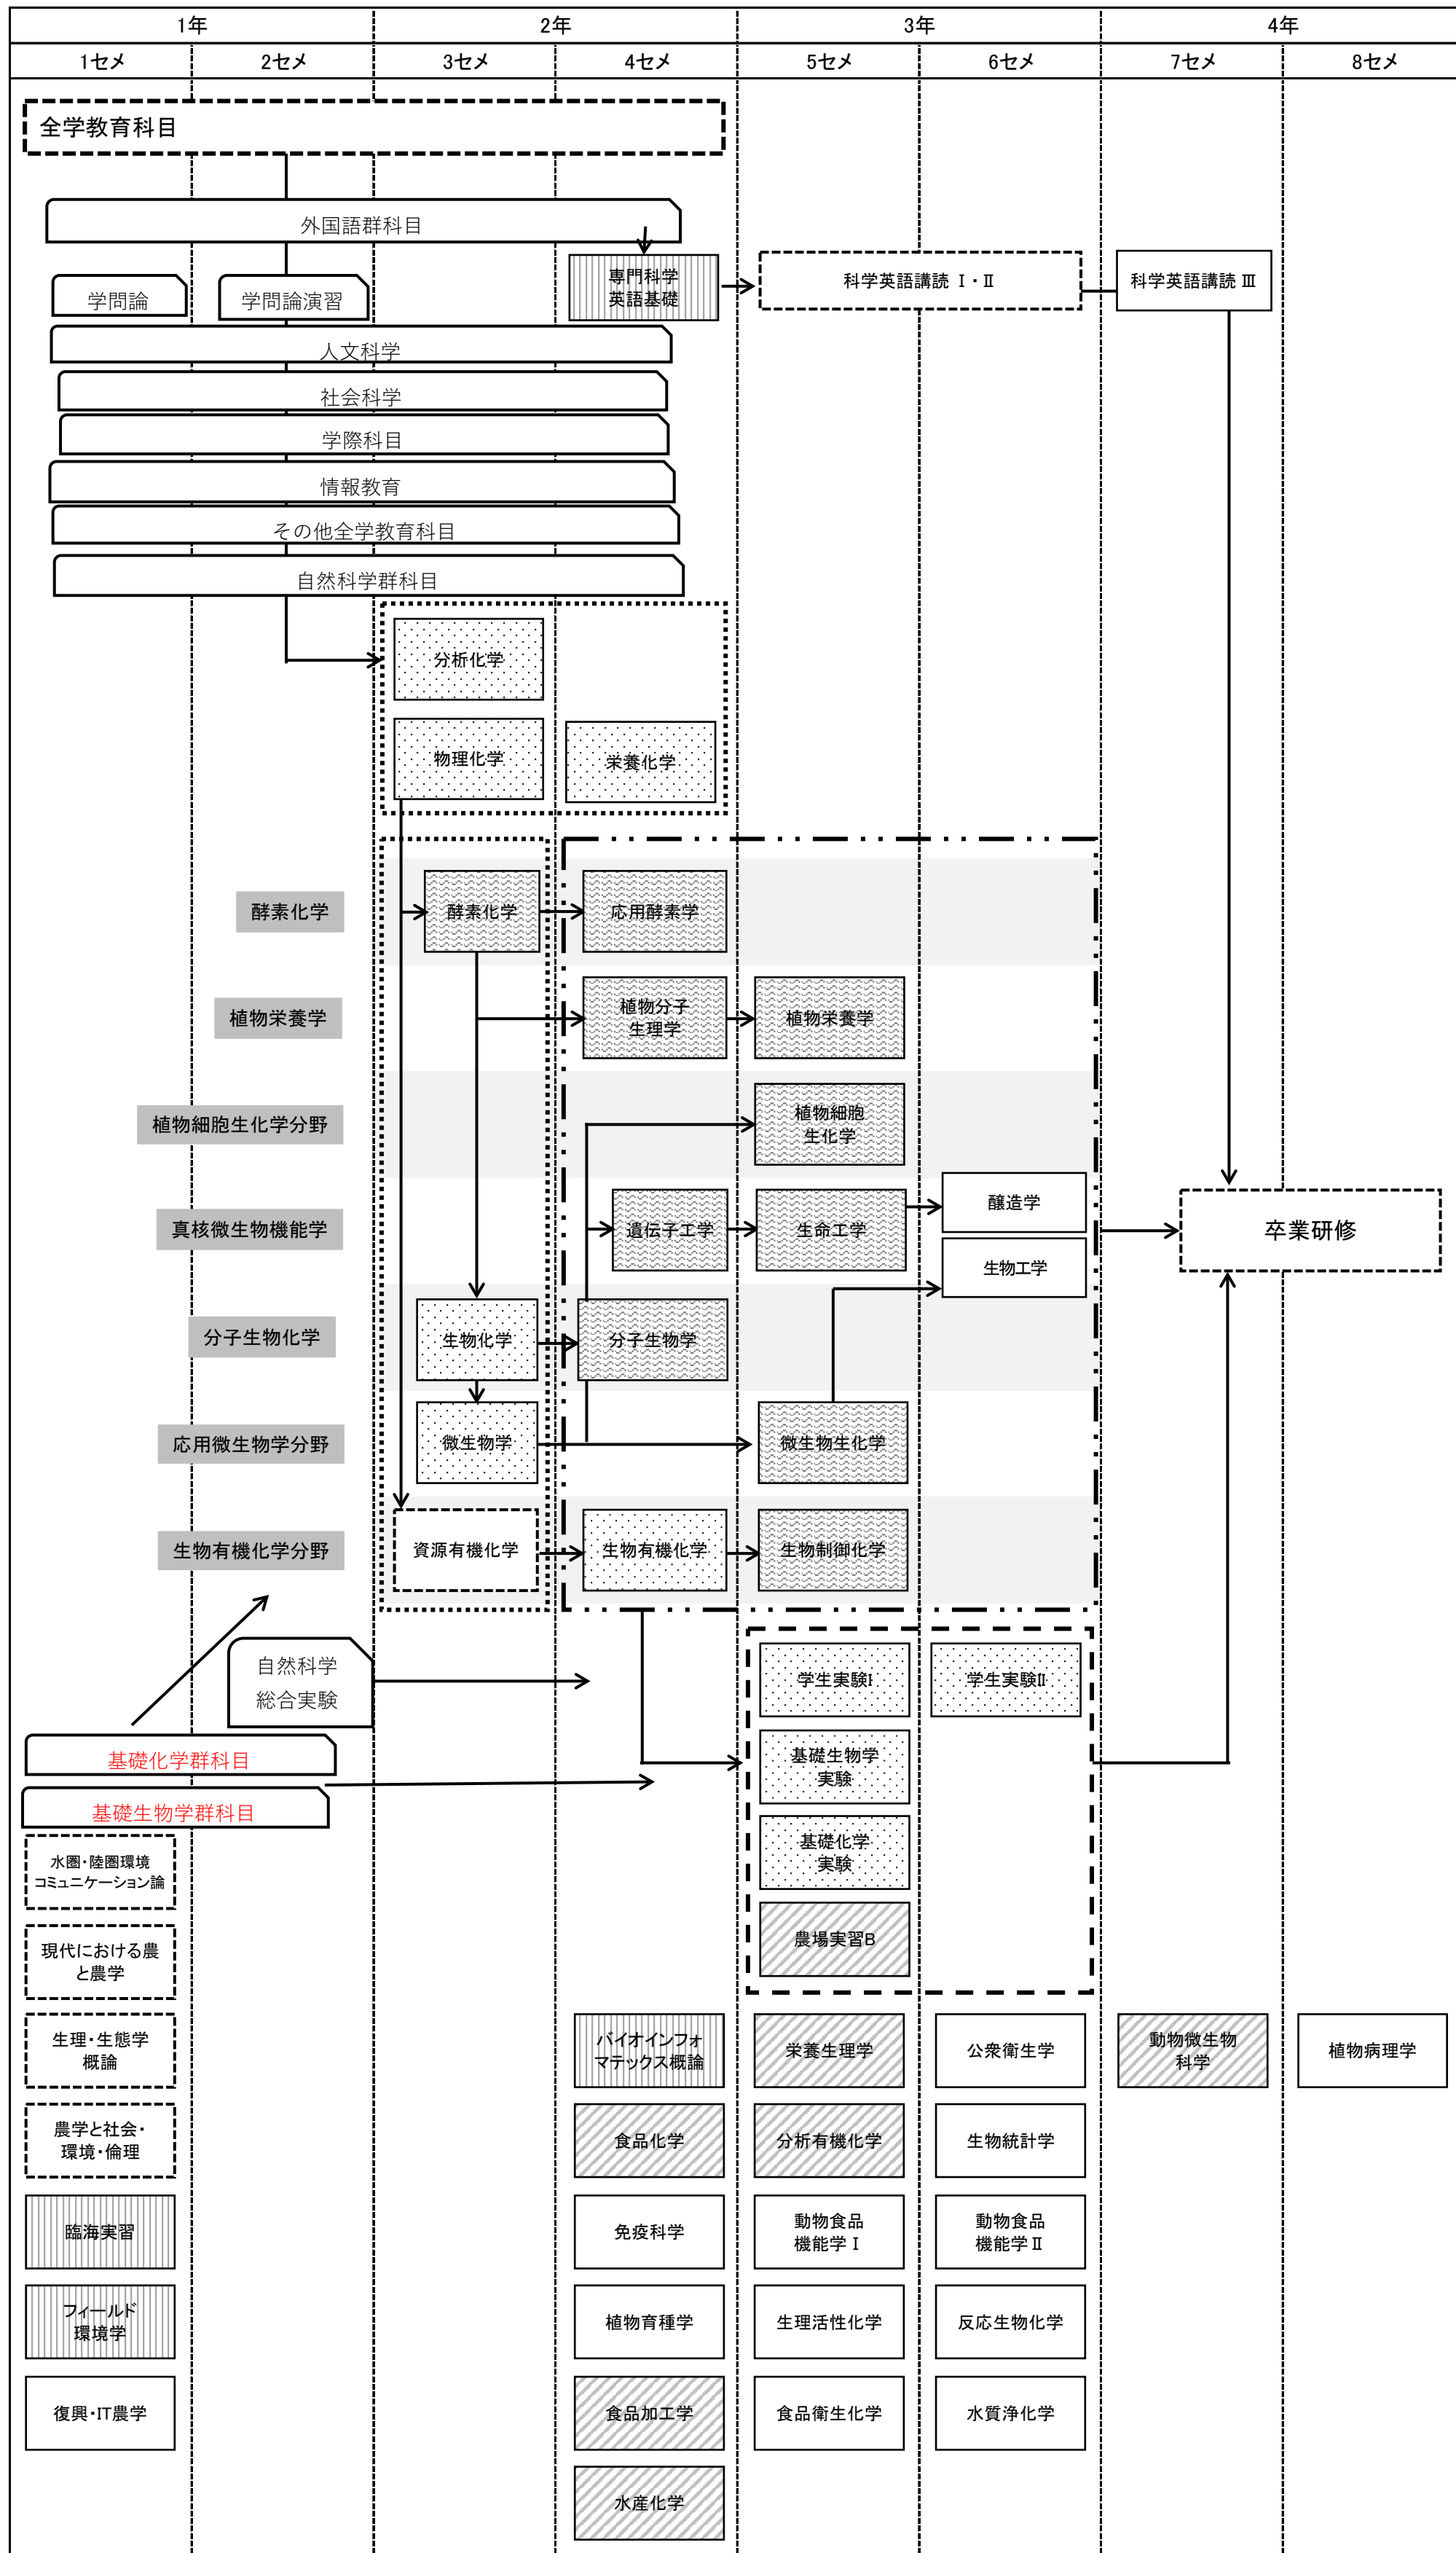 1年
2年
3年
4年
1セメ
2セメ
3セメ
4セメ
5セメ
6セメ
7セメ
8セメ
全学教育科目
外国語群科目
専門科学
英語基礎
科学英語講読 Ⅰ・Ⅱ
科学英語講読 Ⅲ
学問論
学問論演習
人文科学
社会科学
学際科目
情報教育
その他全学教育科目
自然科学群科目
分析化学
物理化学
栄養化学
酵素化学
酵素化学
応用酵素学
植物栄養学
植物分子
生理学
植物栄養学
植物細胞生化学分野
植物細胞
生化学
真核微生物機能学
遺伝子工学
生命工学
醸造学
生物工学
卒業研修
分子生物化学
生物化学
分子生物学
応用微生物学分野
微生物学
微生物生化学
生物有機化学分野
資源有機化学
生物有機化学
生物制御化学
自然科学
総合実験
学生実験Ⅰ
学生実験Ⅱ
基礎化学群科目
基礎生物学
実験
基礎生物学群科目
水圏・陸圏環境
コミュニケーション論
基礎化学
実験
現代における農
と農学
農場実習B
生理・生態学
概論
バイオインフォ
マテックス概論
栄養生理学
公衆衛生学
動物微生物
科学
植物病理学
農学と社会・
環境・倫理
食品化学
分析有機化学
生物統計学
臨海実習
免疫科学
動物食品
機能学Ⅰ
動物食品
機能学Ⅱ
フィールド
環境学
植物育種学
生理活性化学
反応生物化学
復興・IT農学
食品加工学
食品衛生化学
水質浄化学
水産化学